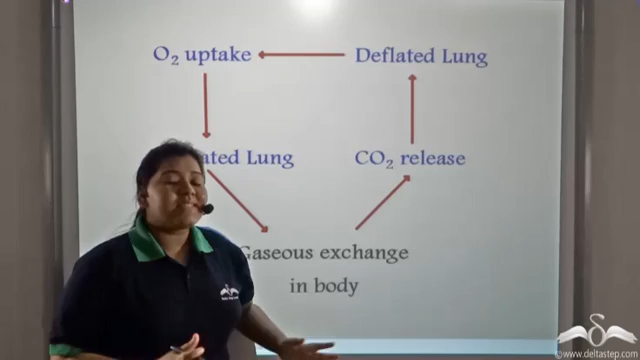 O₂ uptake
Deflated Lung
ated Lung
CO₂ release
Gaseous exchange
in body
©www.deltastep.com